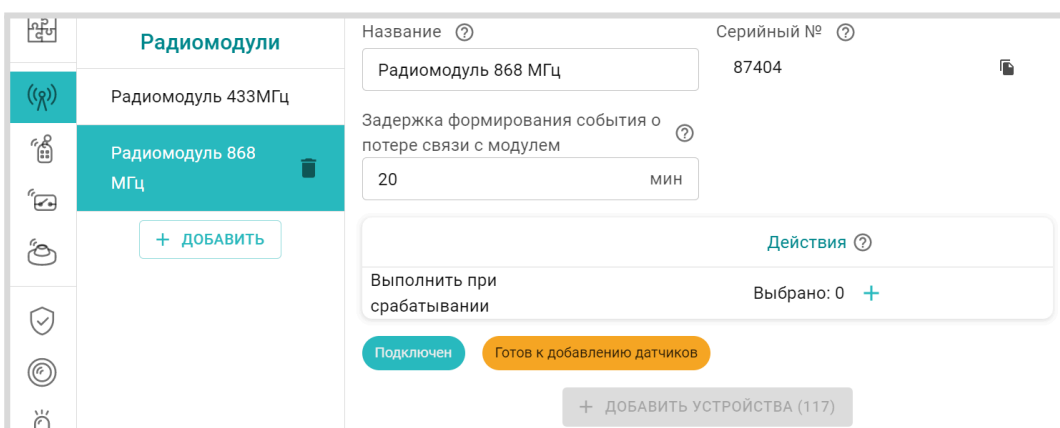 Радиомодули
Радиомодуль 433МГц
Радиомодуль 868
МГц
+ ДОБАВИТЬ
Название
Серийный №
Радиомодуль 868 МГц
87404
Задержка формирования события о
потере связи с модулем
20 мин
Действия
Выполнить при
срабатывании
Выбрано: 0 +
Подключен
Готов к добавлению датчиков
+ ДОБАВИТЬ УСТРОЙСТВА (117)